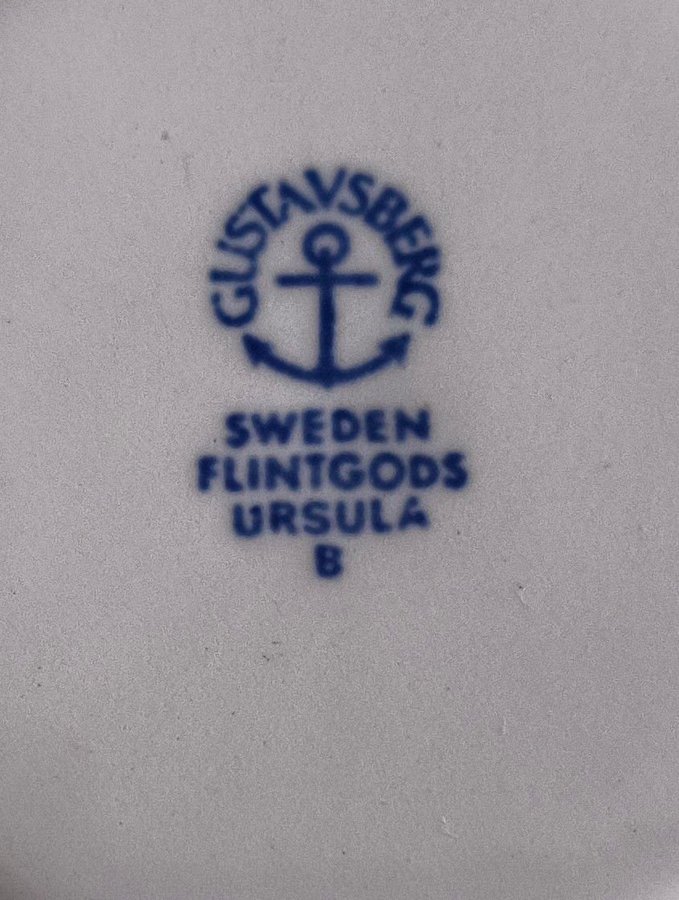 GUSTAVSBERG
SWEDEN
FLINTGODS
URSULA
B